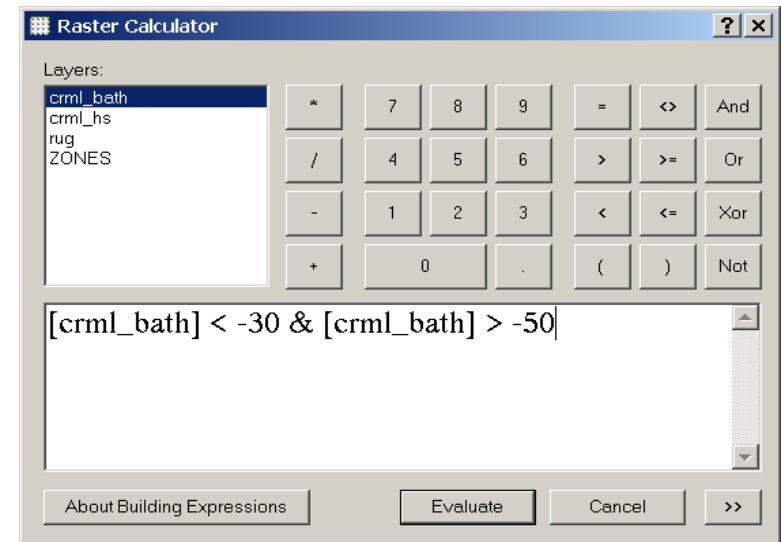 Raster Calculator
? ×
Layers:
crml_bath
crml_hs
rug
ZONES
* 7 8 9 = <> And
/ 4 5 6 > >= Or
- 1 2 3 < <= Xor
+ 0 . ( ) Not
[crml_bath] < -30 & [crml_bath] > -50
About Building Expressions Evaluate Cancel >>